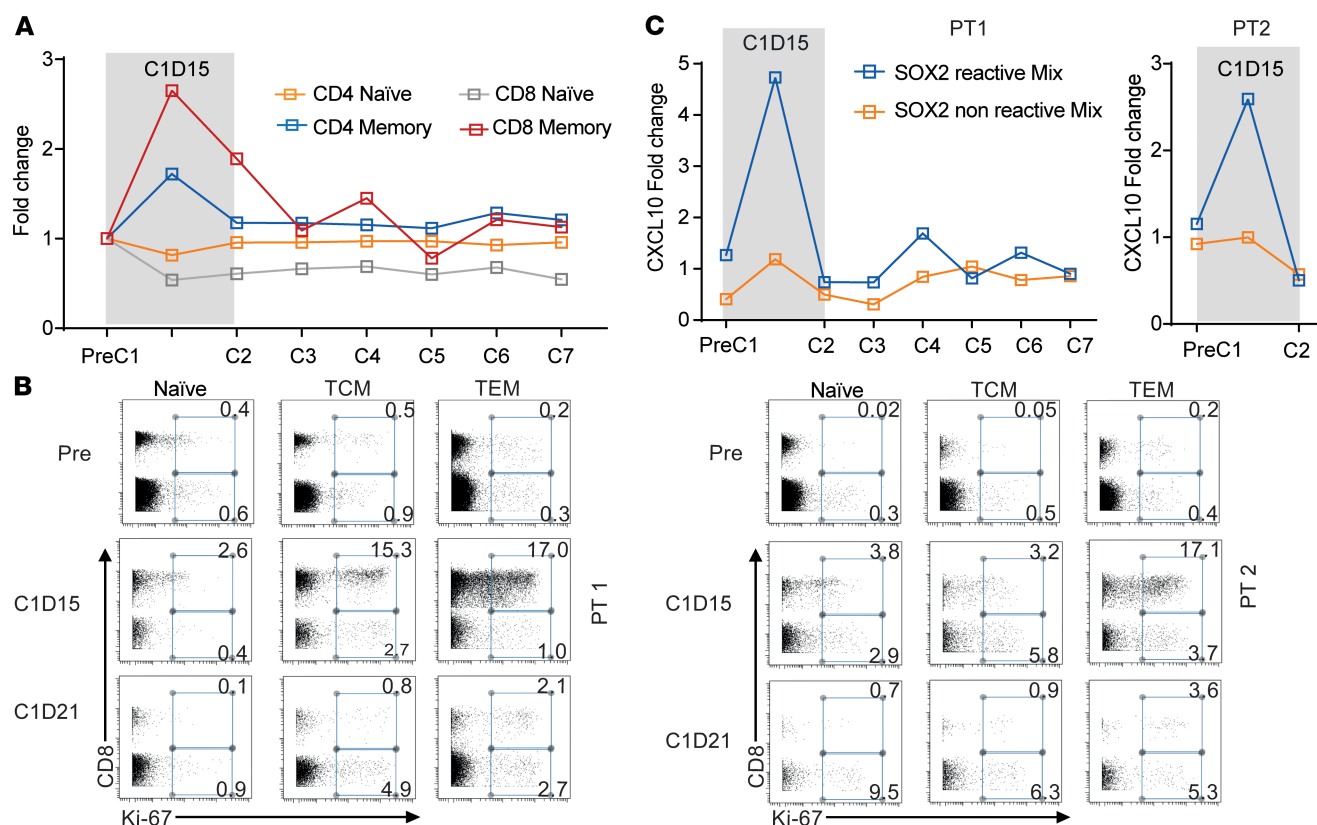 A
Fold change
3
2
1
0
C1D15
CD4 Naïve
CD8 Naïve
CD4 Memory
CD8 Memory
PreC1
C2
C3
C4
C5
C6
C7
C
PT1
C1D15
CXCL10 Fold change
5
4
3
2
1
0
SOX2 reactive Mix
SOX2 non reactive Mix
PreC1
C2
C3
C4
C5
C6
C7
PT2
C1D15
CXCL10 Fold change
3
2
1
0
PreC1
C2
B
Naïve
TCM
TEM
Pre
0.4
0.5
0.2
0.6
0.9
0.3
C1D15
2.6
15.3
17.0
0.4
2.7
1.0
C1D21
0.1
0.8
2.1
0.9
4.9
2.7
CD8
Ki-67
PT 1
Naïve
TCM
TEM
Pre
0.02
0.05
0.2
0.3
0.5
0.4
C1D15
3.8
3.2
17.1
2.9
5.8
3.7
C1D21
0.7
0.9
3.6
9.5
6.3
5.3
CD8
Ki-67
PT 2